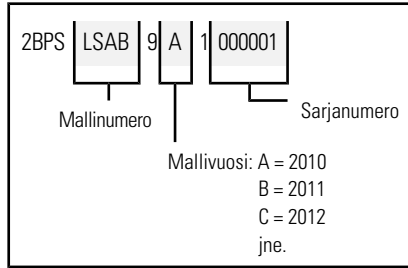 2BPS LSAB 9 A 1 000001
Mallinumero
Sarjanumero
Mallivuosi: A = 2010
B = 2011
C = 2012
jne.